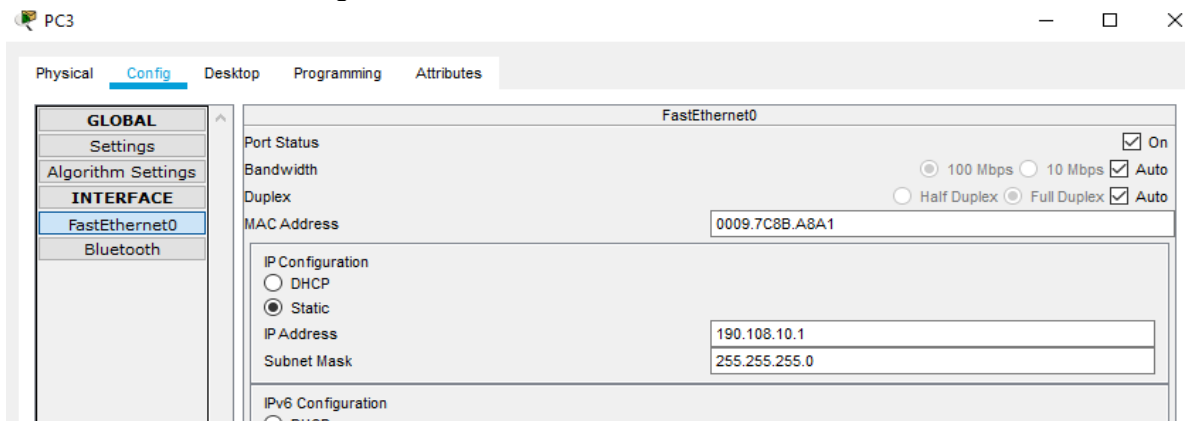 PC3
Physical Config Desktop Programming Attributes
GLOBAL
Settings
Algorithm Settings
INTERFACE
FastEthernet0
Bluetooth
FastEthernet0
Port Status On
Bandwidth 100 Mbps 10 Mbps Auto
Duplex Half Duplex Full Duplex Auto
MAC Address 0009.7C8B.A8A1
IP Configuration
DHCP
Static
IP Address 190.108.10.1
Subnet Mask 255.255.255.0
IPv6 Configuration